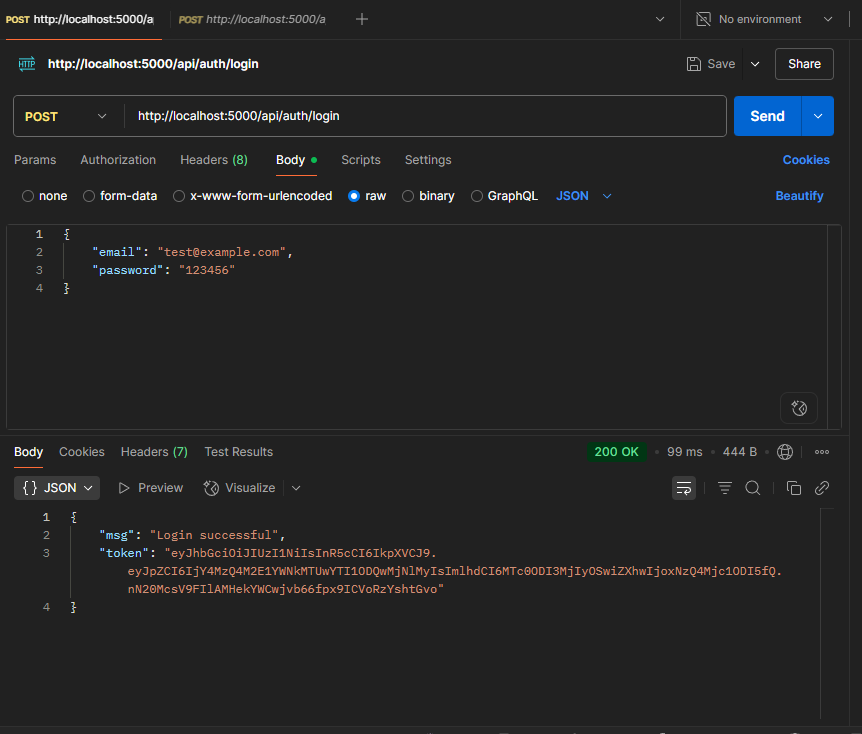 POST http://localhost:5000/a POST http://localhost:5000/a No environment
HTTP http://localhost:5000/api/auth/login Save Share
POST http://localhost:5000/api/auth/login Send
Params Authorization Headers (8) Body Scripts Settings Cookies
none form-data x-www-form-urlencoded raw binary GraphQL JSON Beautify
1 {
2 "email": "test@example.com",
3 "password": "123456"
4 }
Body Cookies Headers (7) Test Results 200 OK 99 ms 444 B
{} JSON Preview Visualize
1 {
2 "msg": "Login successful",
3 "token": "eyJhbGciOiJIUzI1NiIsInR5cCI6IkpXVCJ9.
eyJpZCI6IjY4MzQ4M2E1YWNkMTUwYTI1ODQwMjNlMyIsImlhdCI6MTc0ODI3MjIyOSwiZXhwIjoxNzQ4Mjc1ODI5fQ.
nN20McsV9FIlAMHekYWCwjvb66fpx9ICVoRzYshtGvo"
4 }